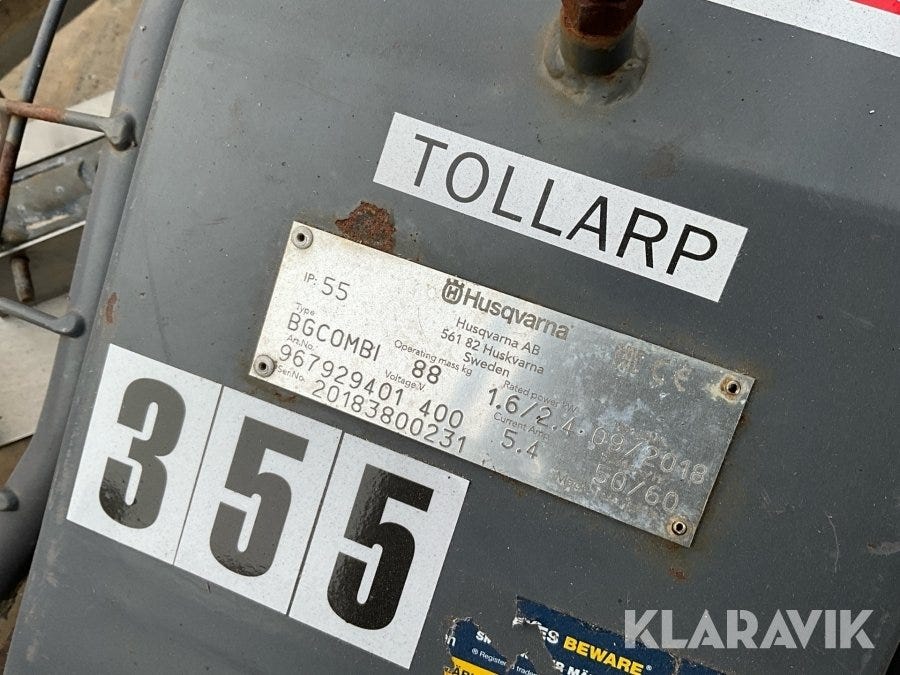 TOLLARP
Husqvarna
IP: 55
Husqvarna AB
561 82 Huskvarna
Sweden
Type
BGCOMBI
Operating mass kg
88
Rated power kW
1.6/2.4
09/2018
Art.No.
967929401
Voltage.V
400
Current Amp.
5.4
50/60
Ser.No.
20183800231
355
BEWARE®
® Regist
KLARAVIK